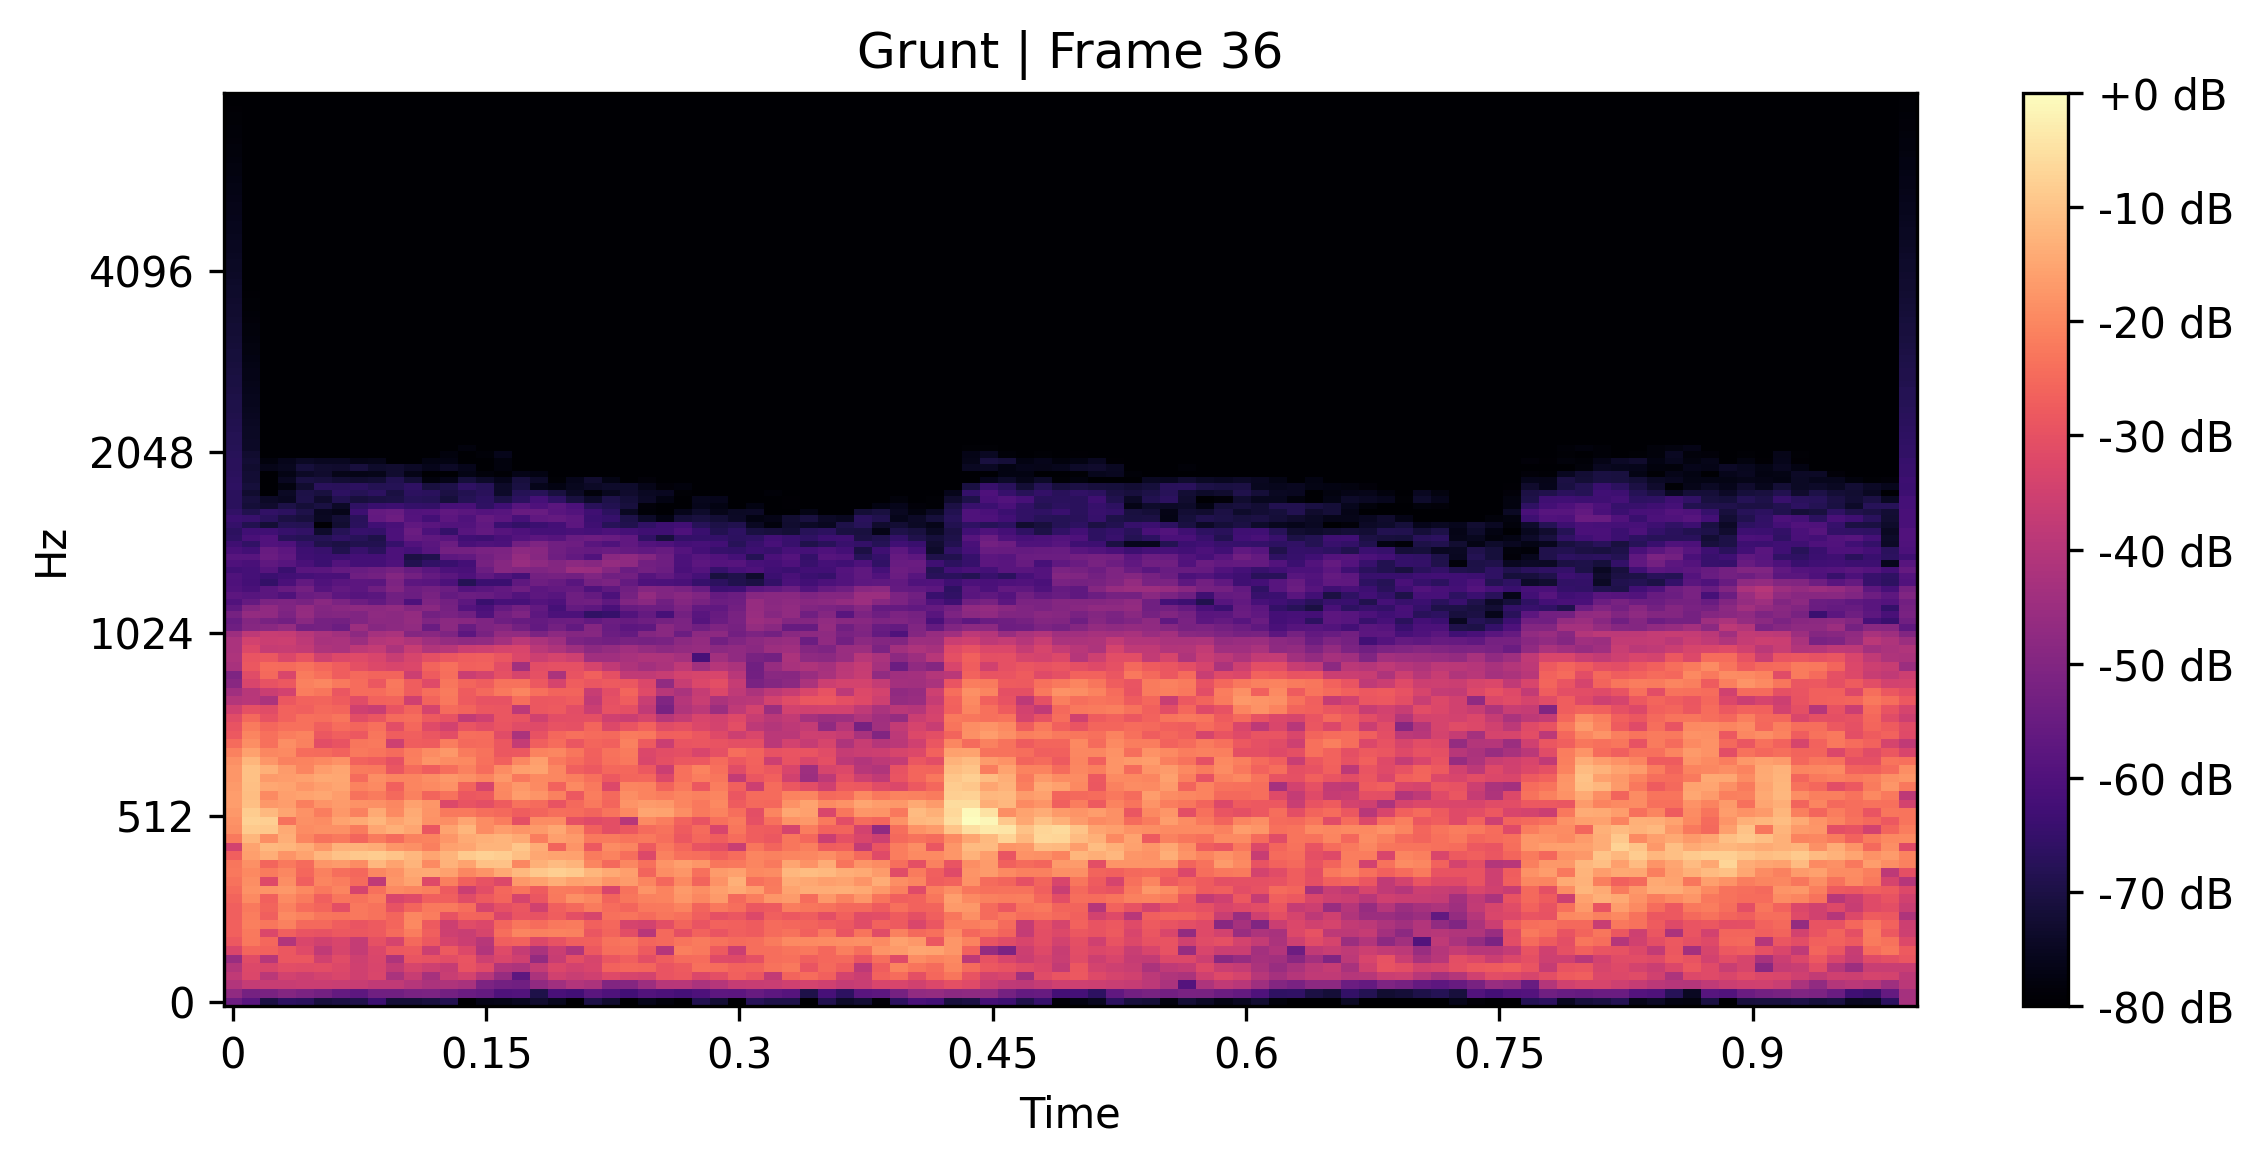 Grunt | Frame 36
+0 dB
-10 dB
-20 dB
-30 dB
-40 dB
-50 dB
-60 dB
-70 dB
-80 dB
Hz
4096
2048
1024
512
0
0 0.15 0.3 0.45 0.6 0.75 0.9
Time